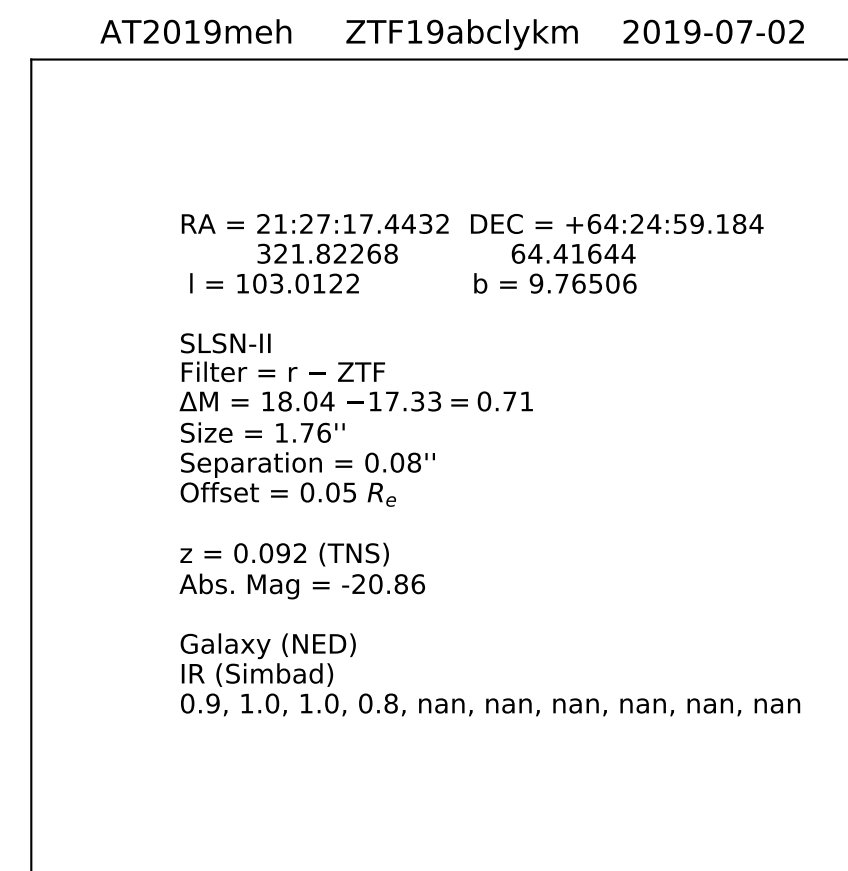 AT2019meh ZTF19abclykm 2019-07-02
RA = 21:27:17.4432 DEC = +64:24:59.184
321.82268 64.41644
l = 103.0122 b = 9.76506
SLSN-II
Filter = r − ZTF
ΔM = 18.04 −17.33 = 0.71
Size = 1.76''
Separation = 0.08''
Offset = 0.05 Rₑ
z = 0.092 (TNS)
Abs. Mag = -20.86
Galaxy (NED)
IR (Simbad)
0.9, 1.0, 1.0, 0.8, nan, nan, nan, nan, nan, nan